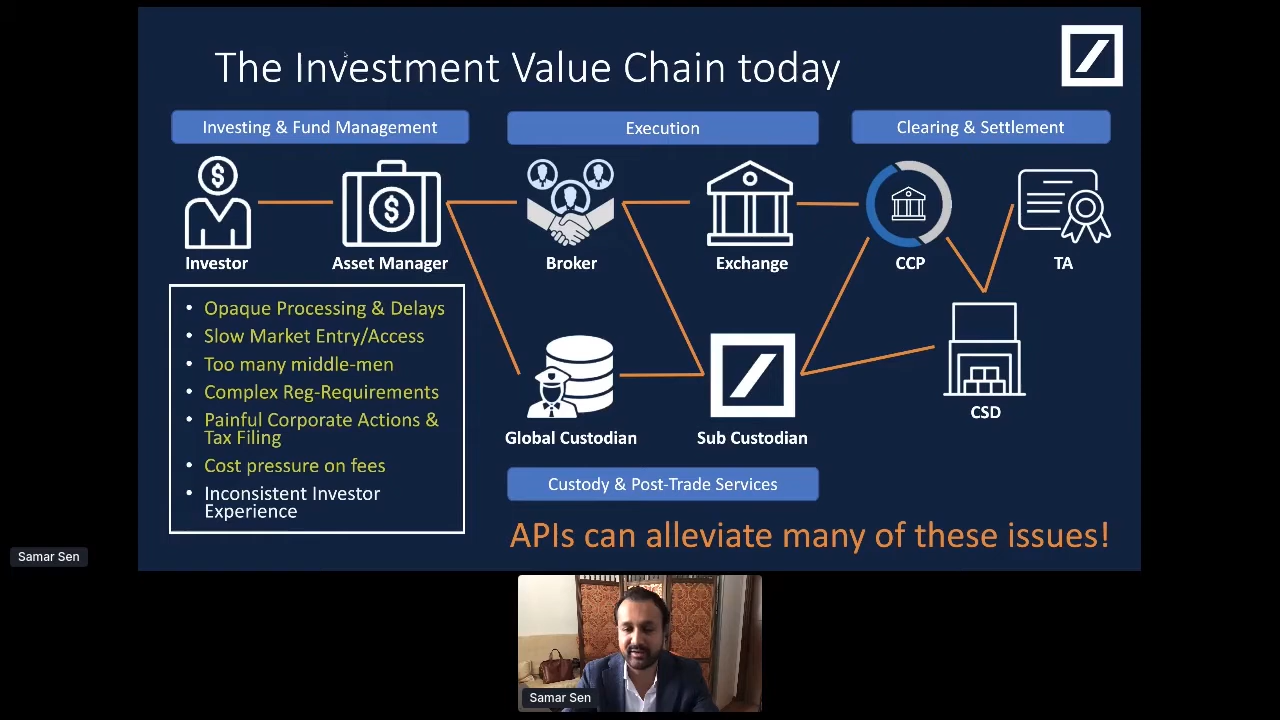 The Investment Value Chain today
Investing & Fund Management
Execution
Clearing & Settlement
$
$
Investor
Asset Manager
Broker
Exchange
CCP
TA
• Opaque Processing & Delays
• Slow Market Entry/Access
• Too many middle-men
• Complex Reg-Requirements
• Painful Corporate Actions &
Tax Filing
• Cost pressure on fees
• Inconsistent Investor
Experience
Global Custodian
Sub Custodian
CSD
Custody & Post-Trade Services
APIs can alleviate many of these issues!
Samar Sen
Samar Sen